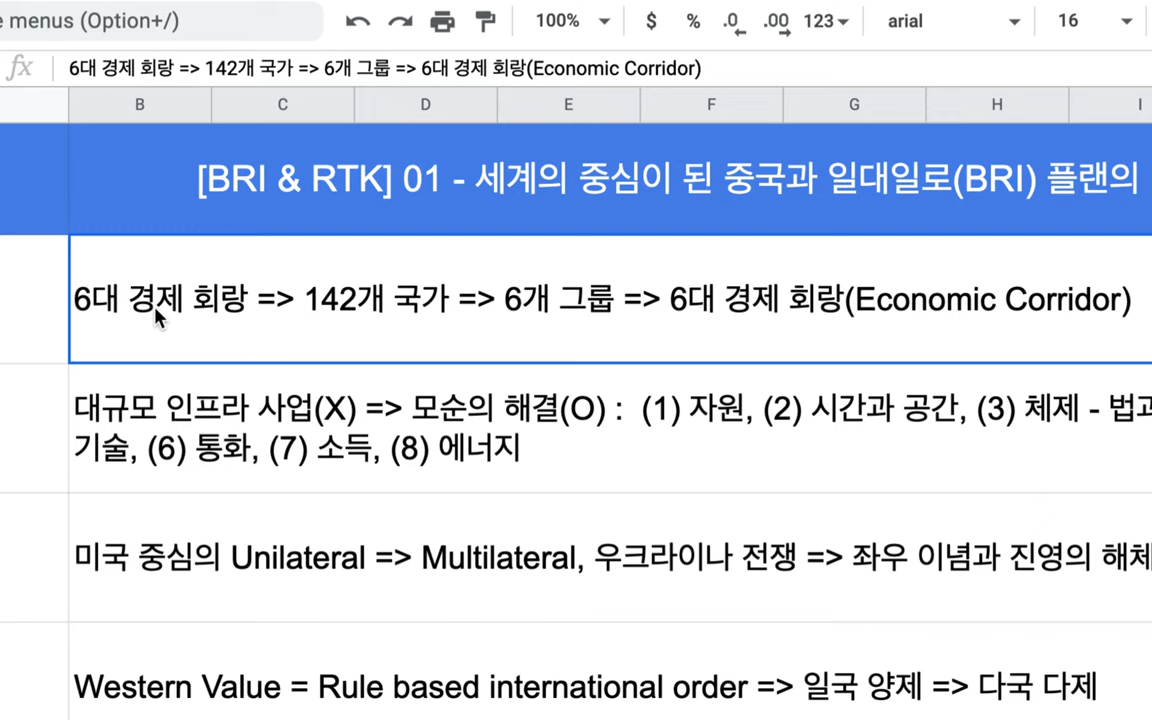 menus (Option+/)
100% $ % .0 .00 123 arial 16
fx 6대 경제 회랑 => 142개 국가 => 6개 그룹 => 6대 경제 회랑(Economic Corridor)
B C D E F G H I
[BRI & RTK] 01 - 세계의 중심이 된 중국과 일대일로(BRI) 플랜의
6대 경제 회랑 => 142개 국가 => 6개 그룹 => 6대 경제 회랑(Economic Corridor)
대규모 인프라 사업(X) => 모순의 해결(O) : (1) 자원, (2) 시간과 공간, (3) 체제 - 법과
기술, (6) 통화, (7) 소득, (8) 에너지
미국 중심의 Unilateral => Multilateral, 우크라이나 전쟁 => 좌우 이념과 진영의 해체
Western Value = Rule based international order => 일국 양제 => 다국 다제